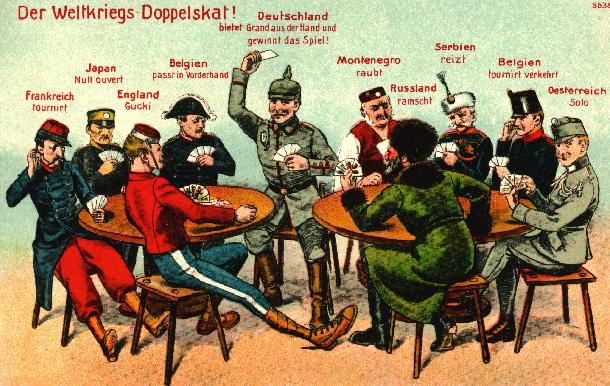 Der Weltkriegs-Doppelskat!
Deutschland
bietet Grand aus der Hand und
gewinnt das Spiel!
Frankreich
tournirt
Japan
Null ouvert
England
Gucki
Belgien
passt in Vorderhand
Montenegro
raubt
Russland
ramscht
Serbien
reizt
Belgien
tournirt verkehrt
Oesterreich
Solo